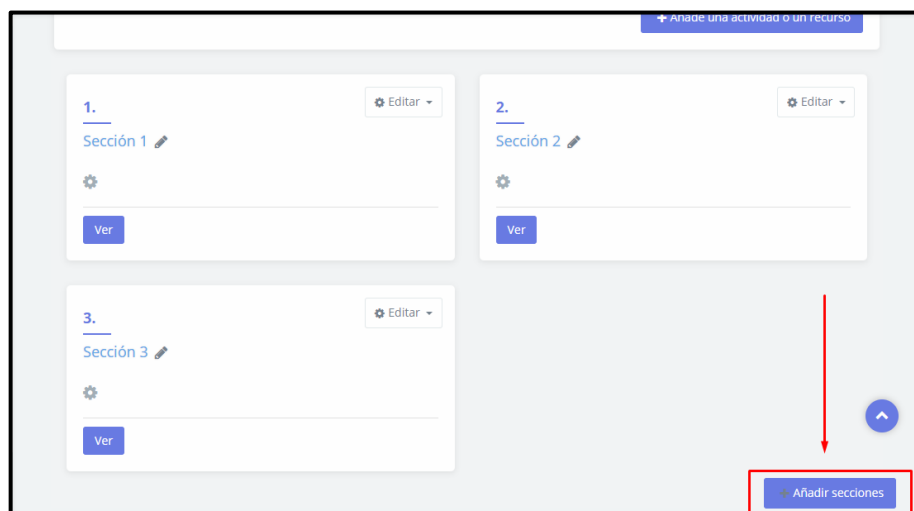 + Añade una actividad o un recurso
1.
Editar
Sección 1
Ver
2.
Editar
Sección 2
Ver
3.
Editar
Sección 3
Ver
Añadir secciones